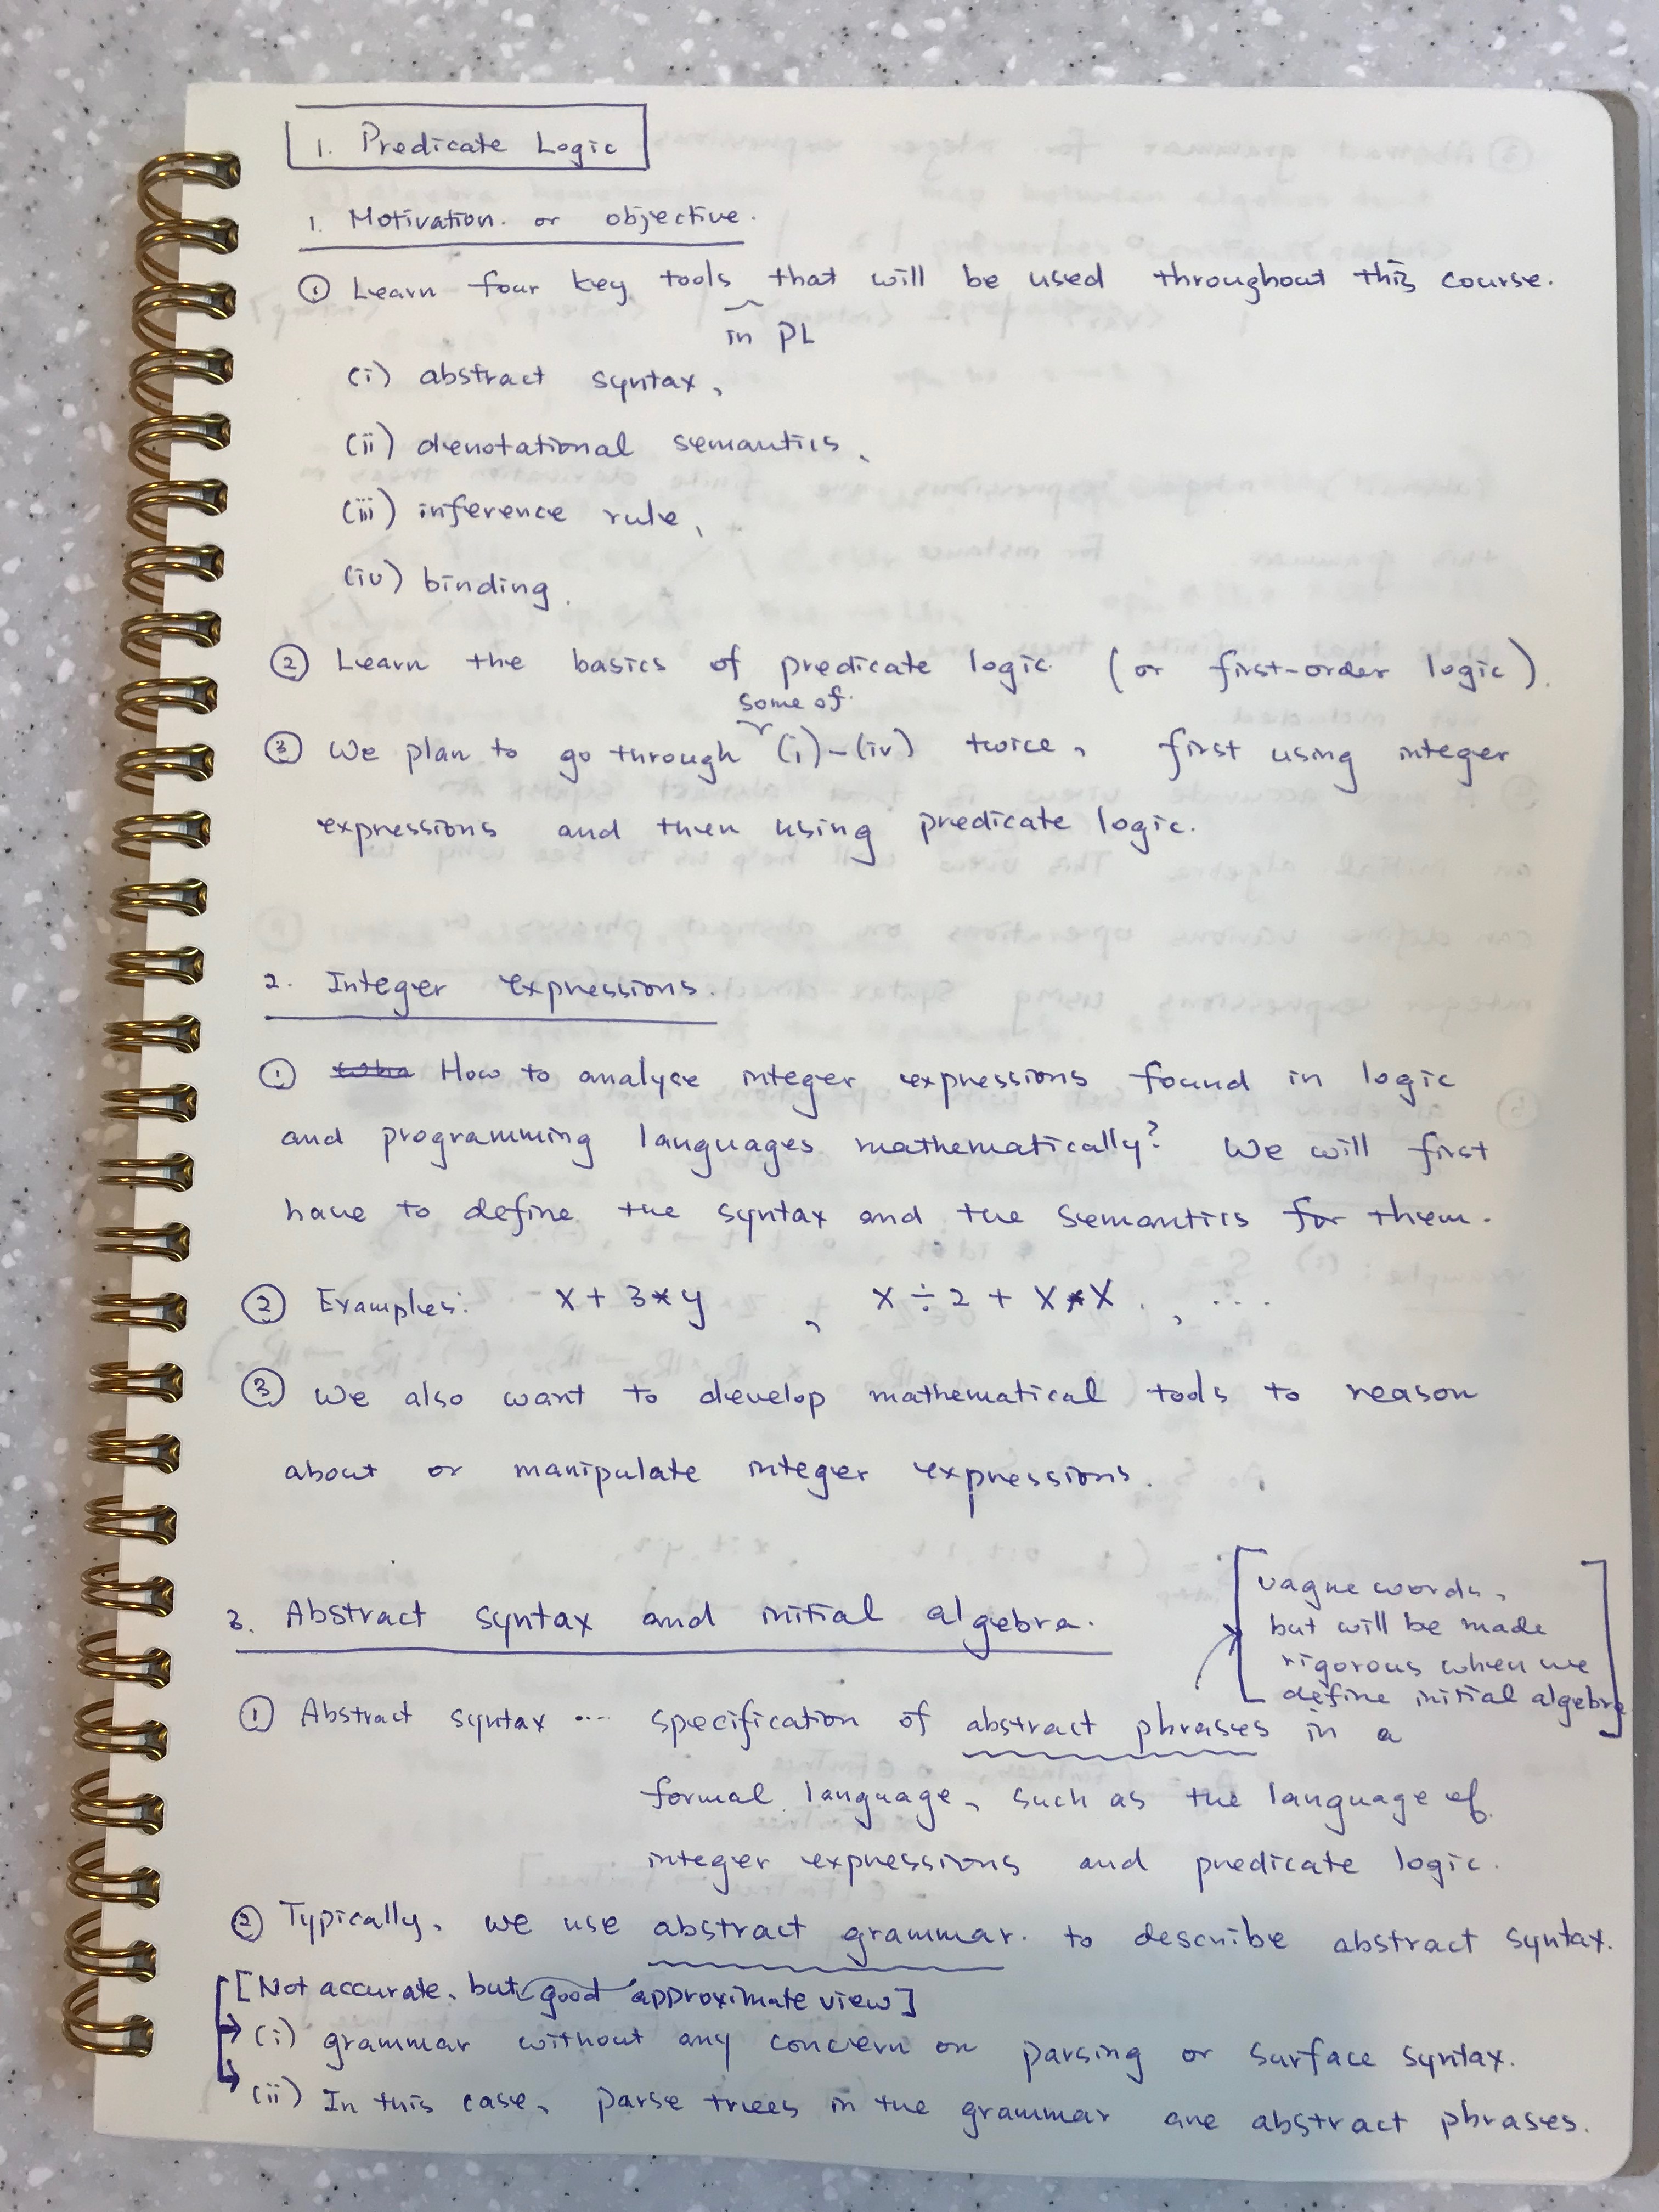 1. Predicate Logic
1. Motivation. or objective.
① Learn four key tools that will be used throughout this course.
in PL
(i) abstract syntax,
(ii) denotational semantics,
(iii) inference rule,
(iv) binding.
② Learn the basics of predicate logic (or first-order logic).
some of
③ We plan to go through (i)-(iv) twice, first using integer
expressions and then using predicate logic.
2. Integer expressions.
① How to analyse integer expressions found in logic
and programming languages mathematically? We will first
have to define the syntax and the semantics for them.
② Examples: x + 3*y , x ÷ 2 + x*x , ...
③ We also want to develop mathematical tools to reason
about or manipulate integer expressions.
vague words,
but will be made
rigorous when we
define initial algebra
3. Abstract syntax and initial algebra.
① Abstract syntax ... specification of abstract phrases in a
formal language, such as the language of
integer expressions and predicate logic.
② Typically, we use abstract grammar. to describe abstract syntax.
[Not accurate, but good approximate view]
(i) grammar without any concern on parsing or surface syntax.
(ii) In this case, parse trees in the grammar are abstract phrases.